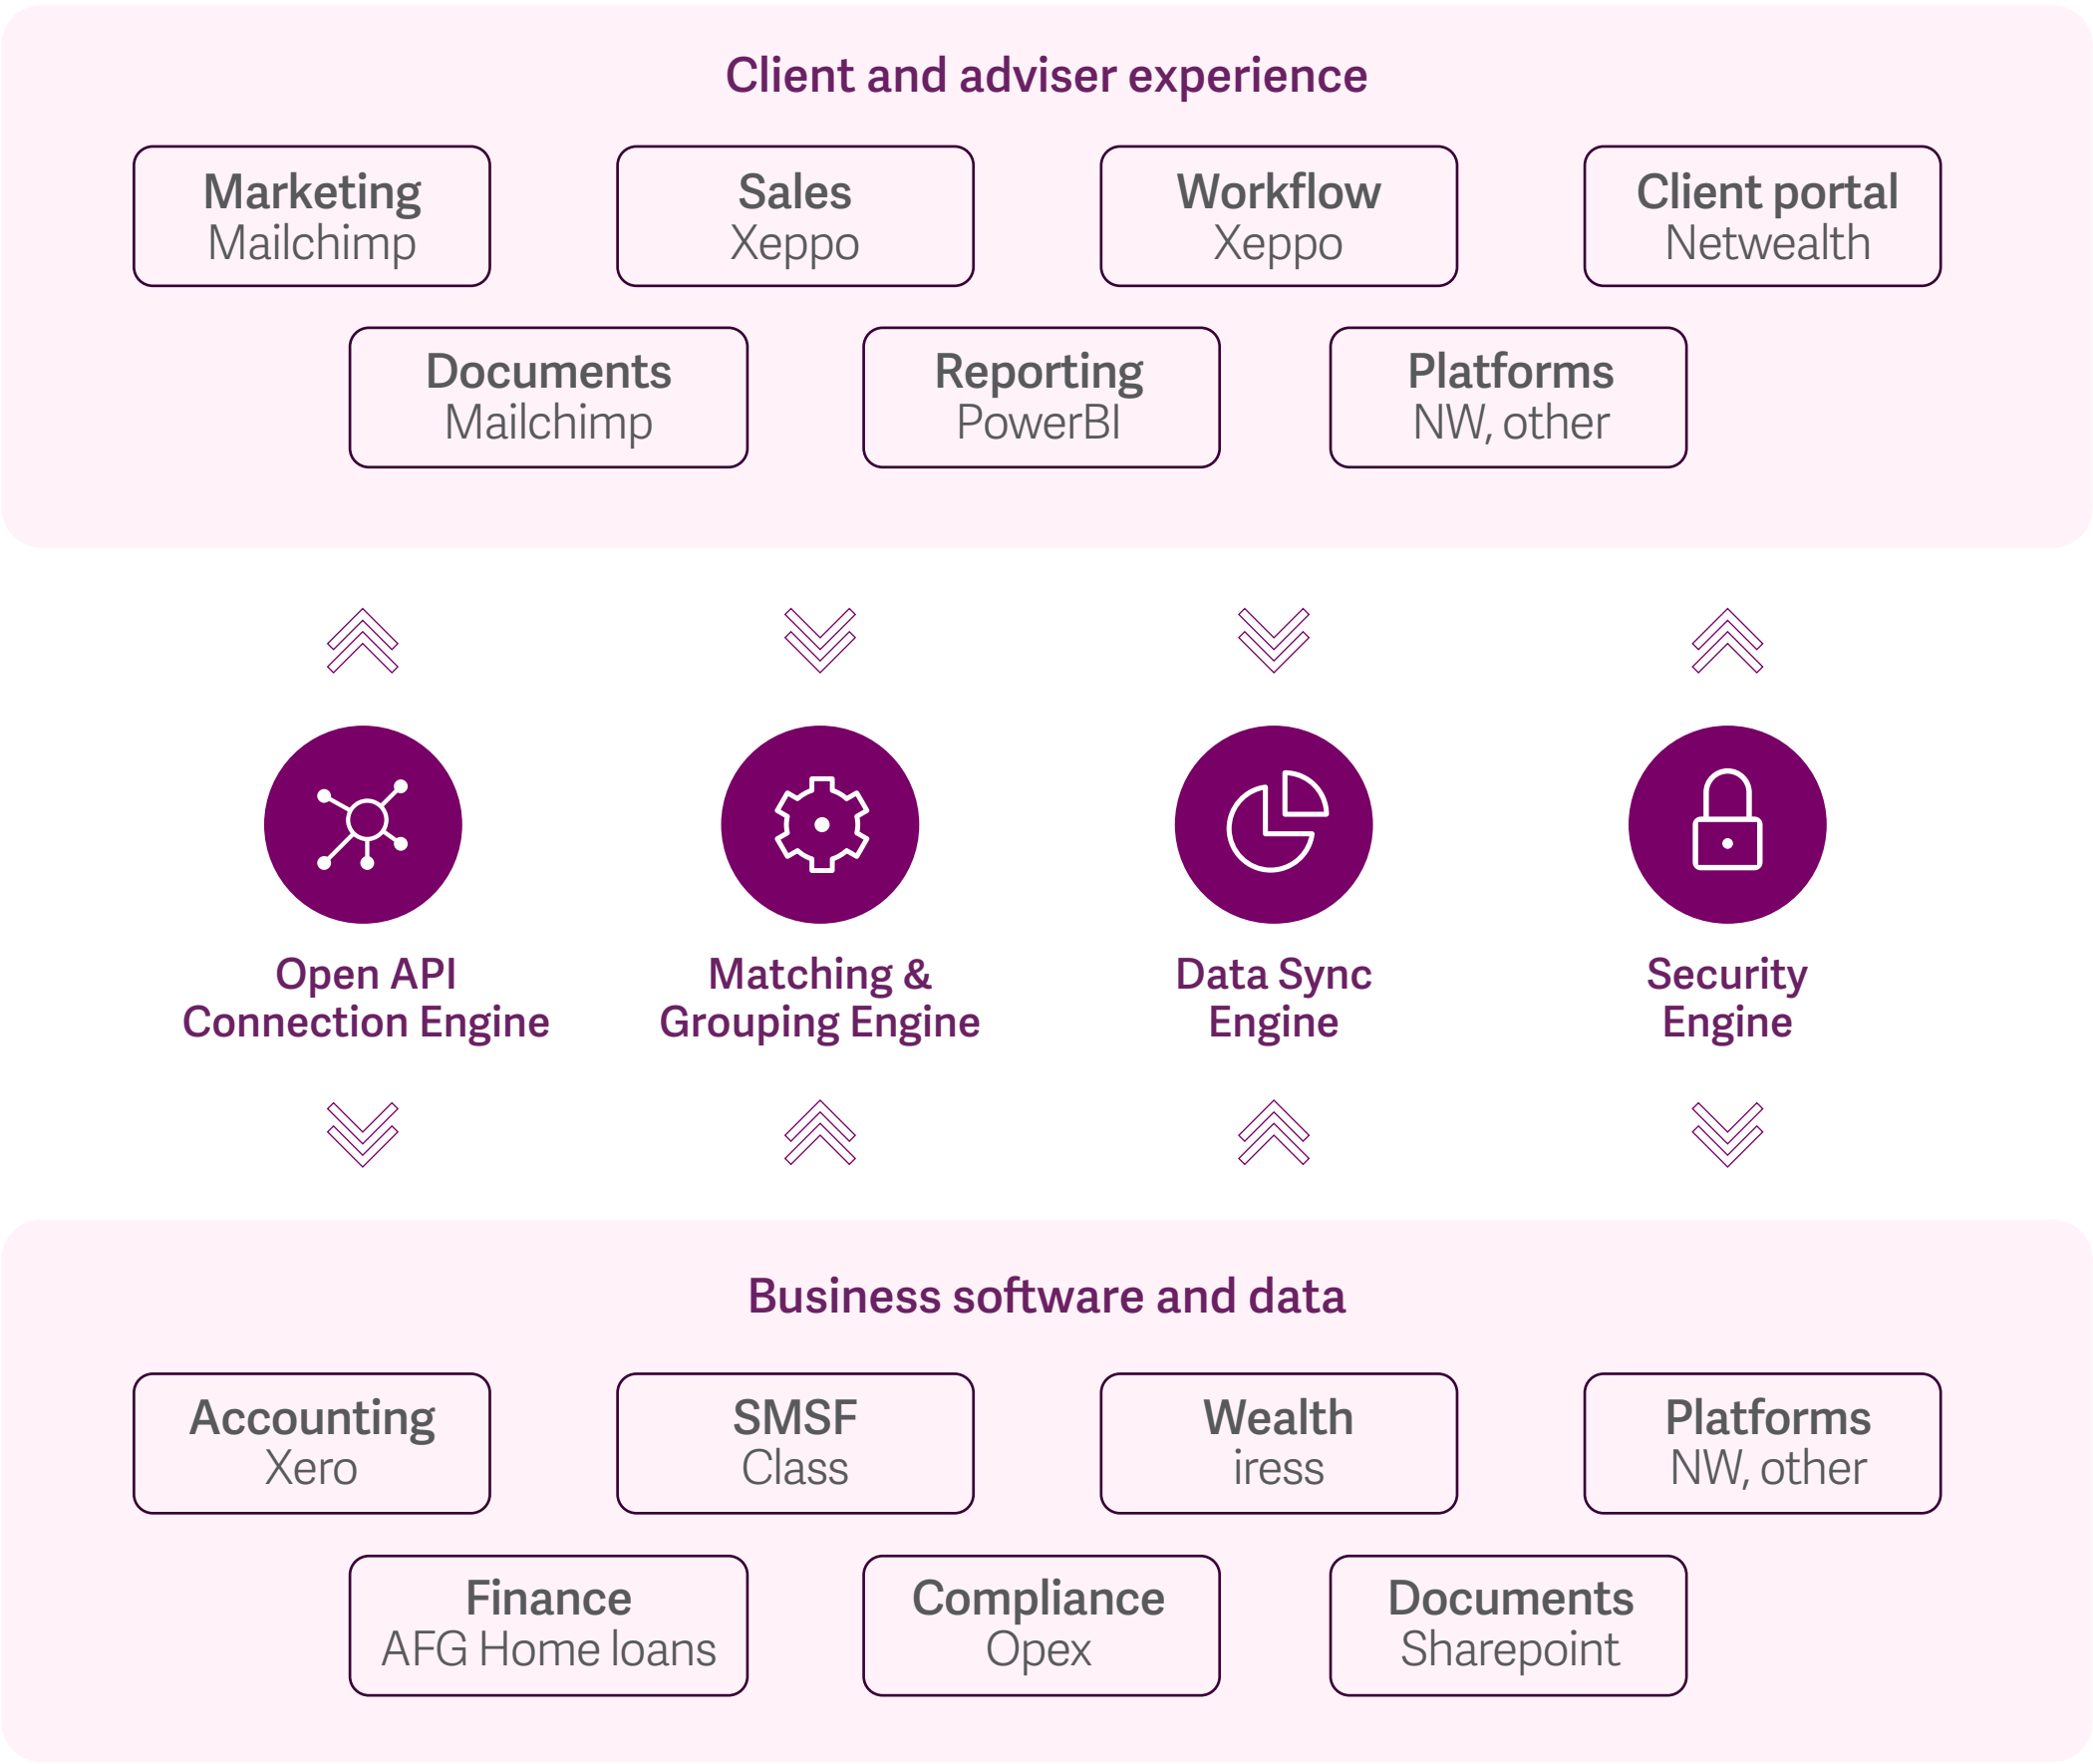 Client and adviser experience
Marketing
Mailchimp
Sales
Xeppo
Workflow
Xeppo
Client portal
Netwealth
Documents
Mailchimp
Reporting
PowerBI
Platforms
NW, other
Open API
Connection Engine
Matching &
Grouping Engine
Data Sync
Engine
Security
Engine
Business software and data
Accounting
Xero
SMSF
Class
Wealth
iress
Platforms
NW, other
Finance
AFG Home loans
Compliance
Opex
Documents
Sharepoint